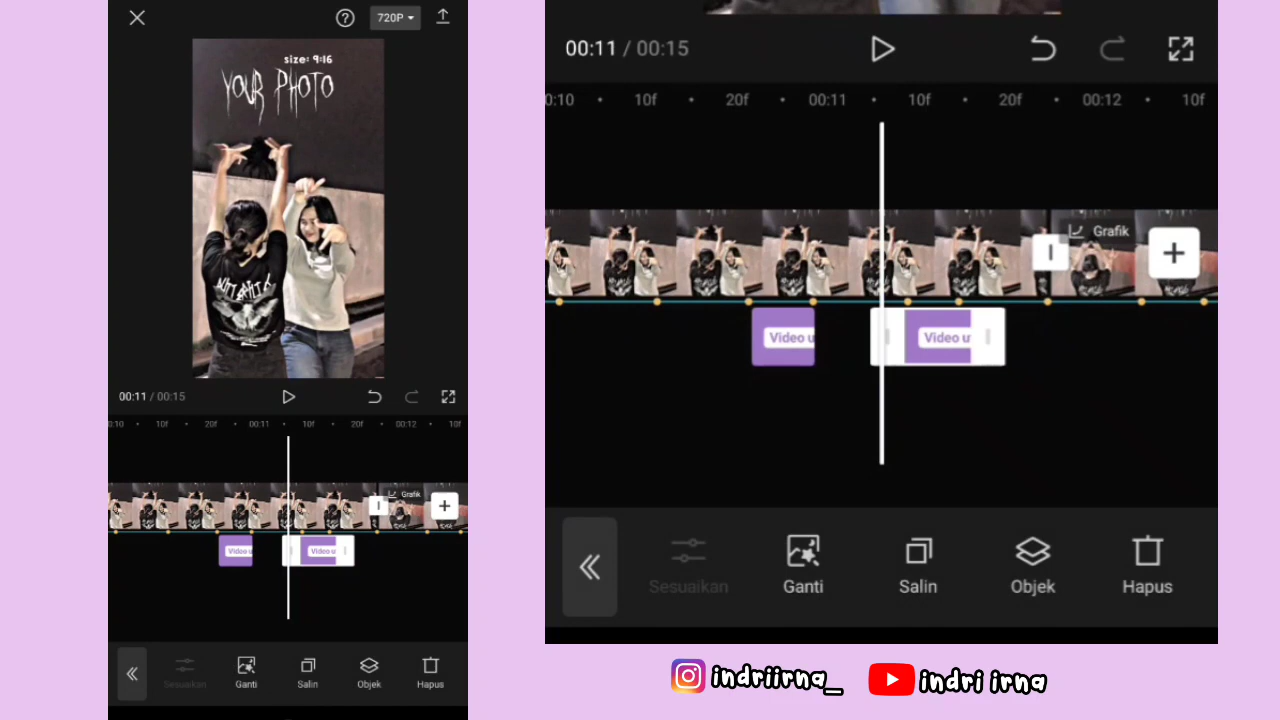 720P
size: 9:16
YOUR PHOTO
00:11 / 00:15
0:10 10f 20f 00:11 10f 20f 00:12 10f
Grafik
Video u Video u
Sesuaikan Ganti Salin Objek Hapus
00:11 / 00:15
0:10 10f 20f 00:11 10f 20f 00:12 10f
Grafik
Video u Video u
Sesuaikan Ganti Salin Objek Hapus
indriirna_ indri irna